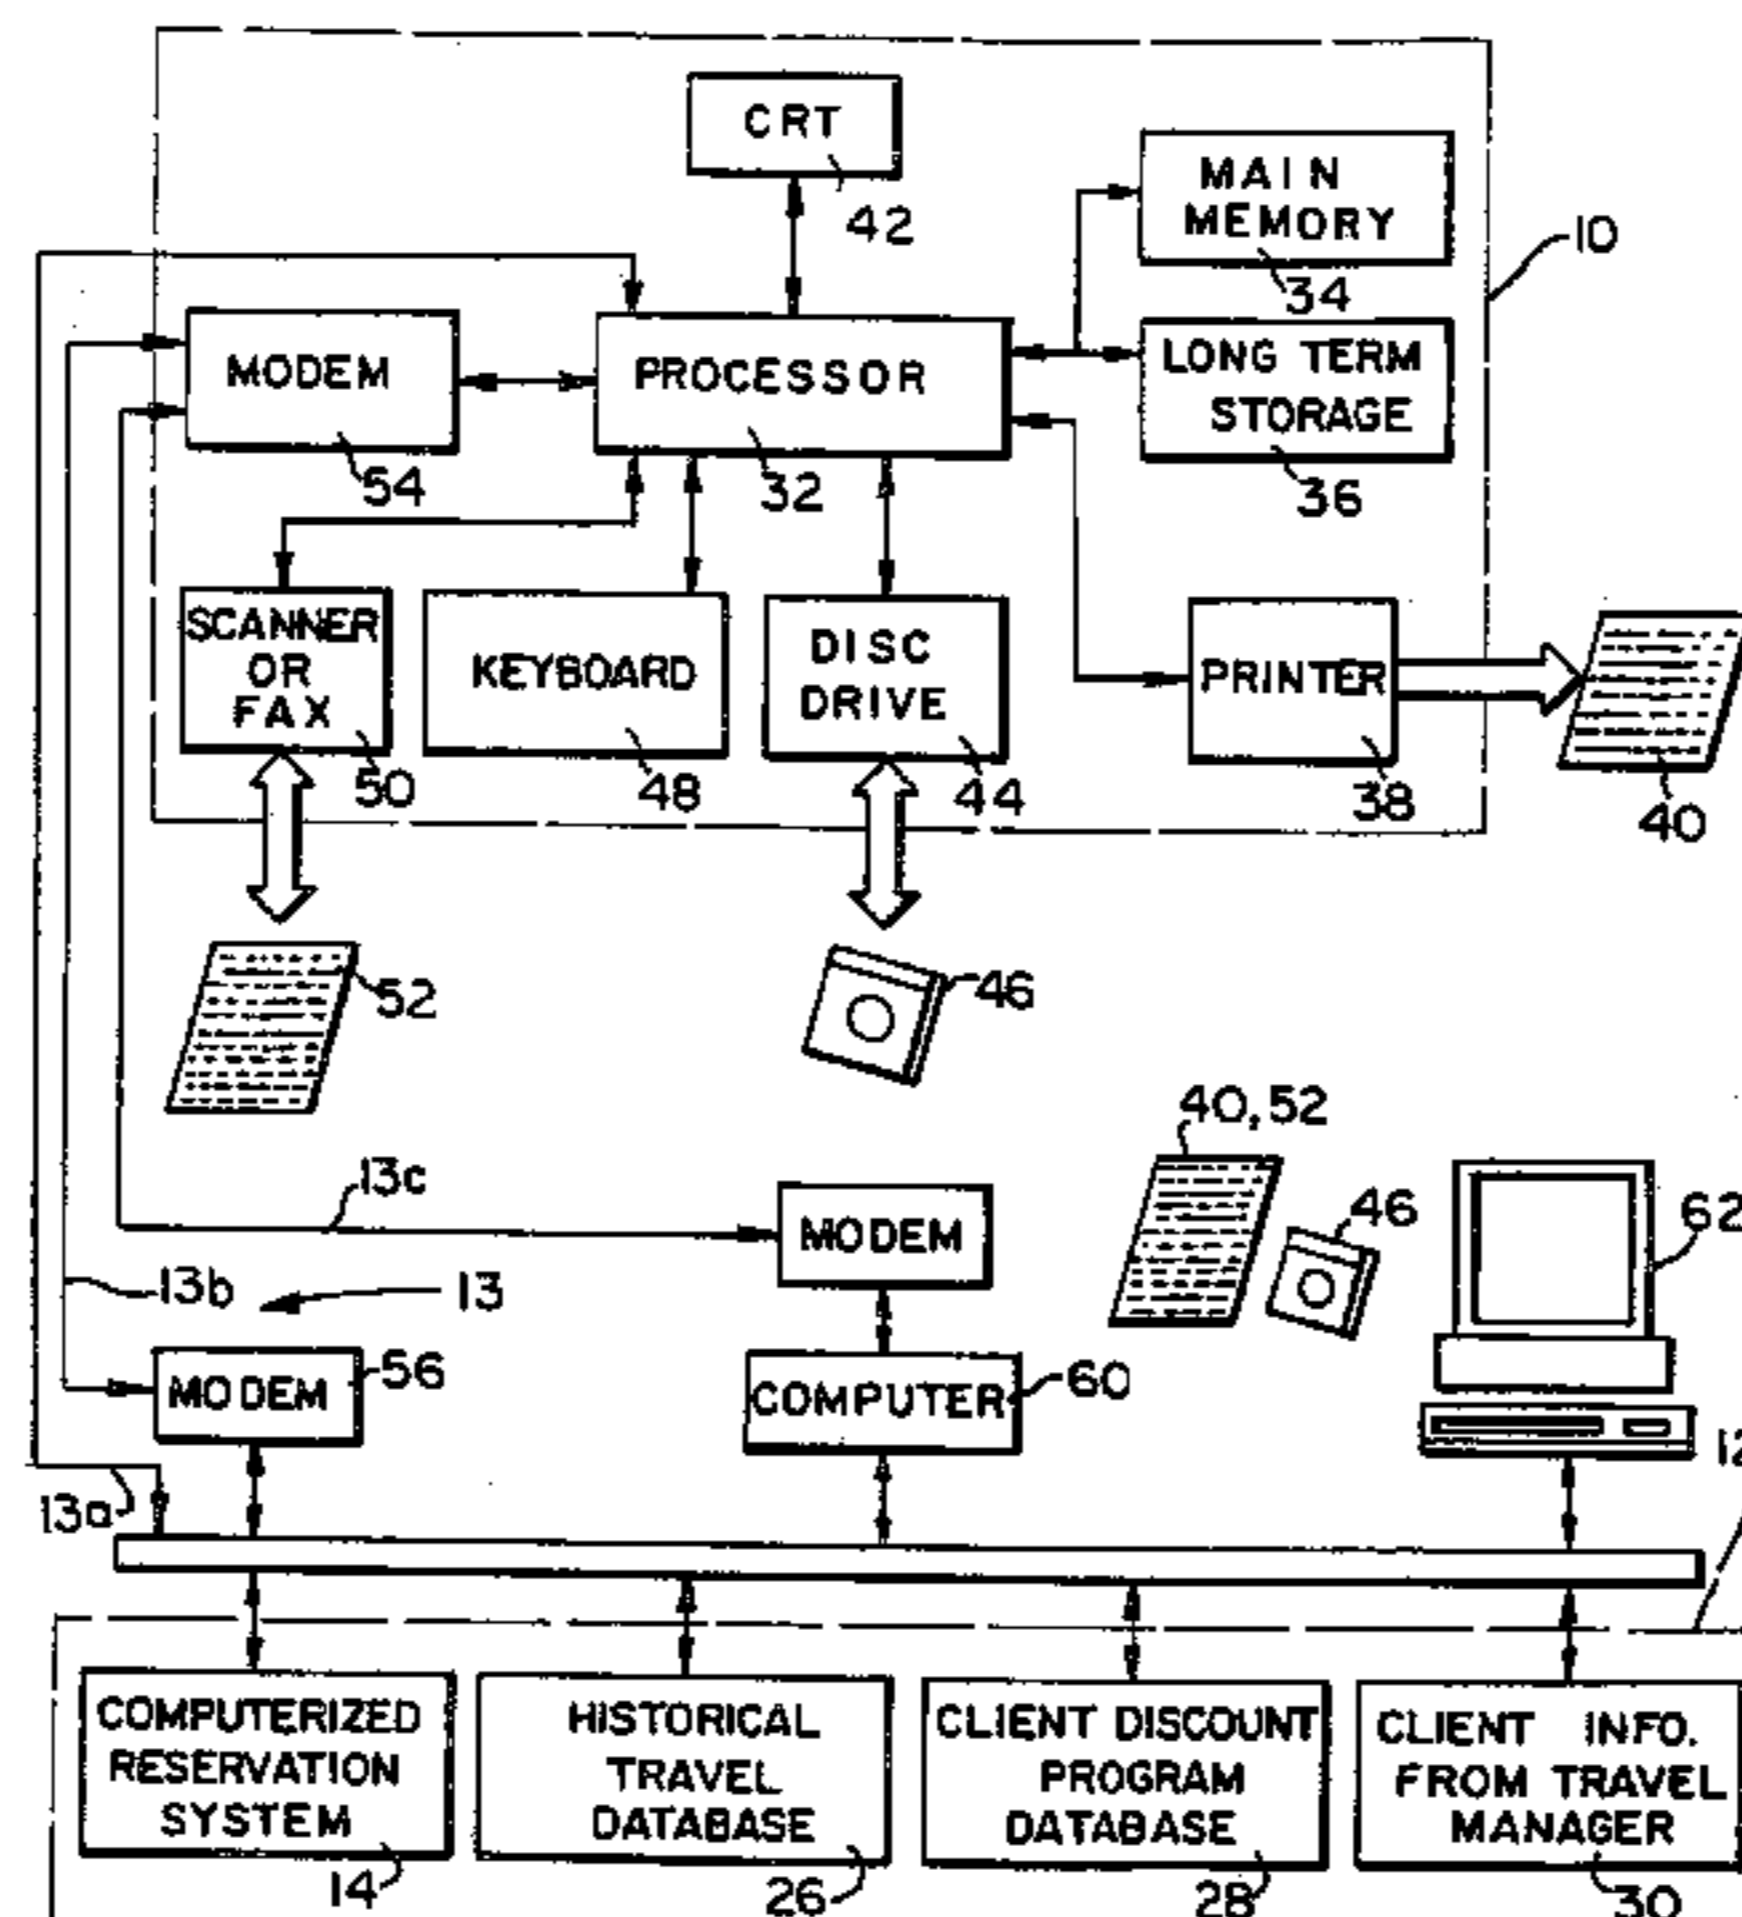 CRT
42
MAIN
MEMORY
34
10
MODEM
54
PROCESSOR
32
LONG TERM
STORAGE
36
SCANNER
OR
FAX
50
KEYBOARD
48
DISC
DRIVE
44
PRINTER
38
40
52
46
40,52
46
62
13c
MODEM
13b
13
MODEM
56
COMPUTER
60
12
13a
COMPUTERIZED
RESERVATION
SYSTEM
14
HISTORICAL
TRAVEL
DATABASE
26
CLIENT DISCOUNT
PROGRAM
DATABASE
28
CLIENT INFO.
FROM TRAVEL
MANAGER
30